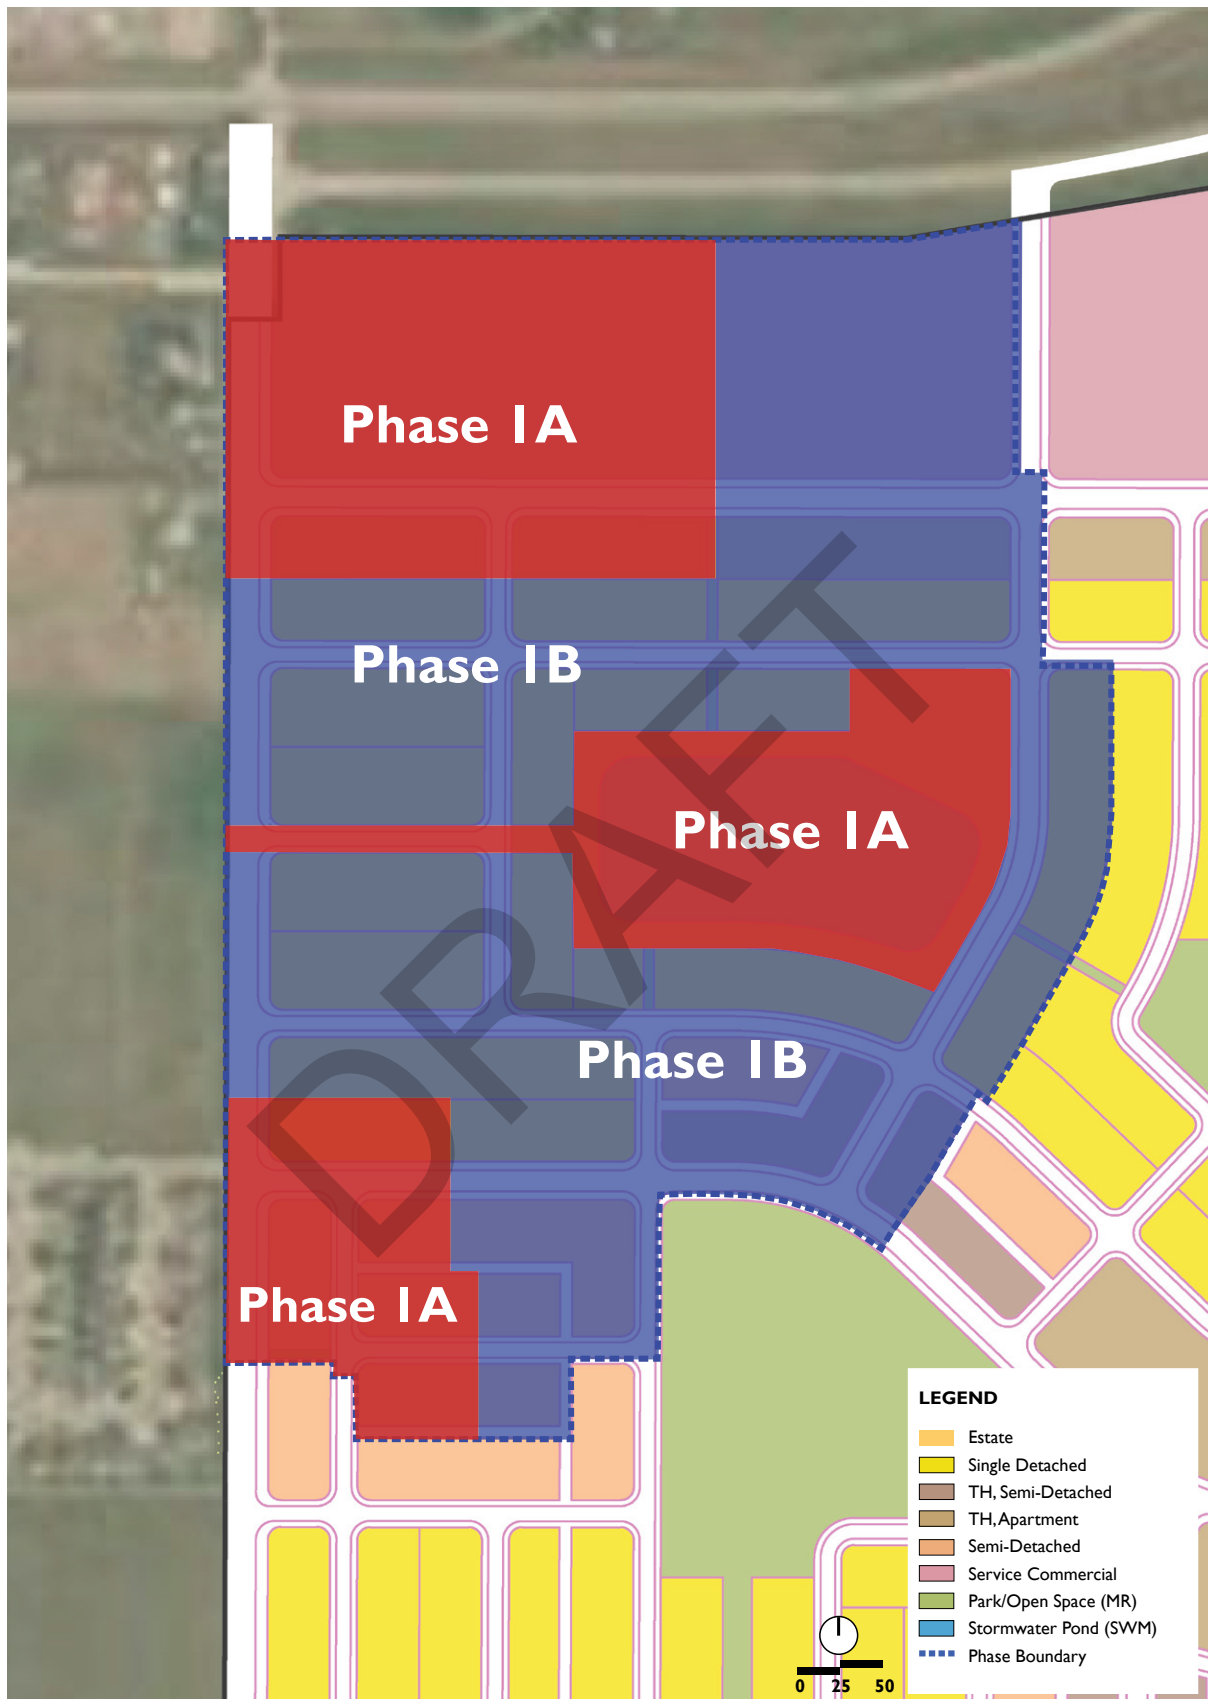 Phase 1A
Phase 1B
Phase 1A
DRAFT
Phase 1B
Phase 1A
LEGEND
Estate
Single Detached
TH, Semi-Detached
TH, Apartment
Semi-Detached
Service Commercial
Park/Open Space (MR)
Stormwater Pond (SWM)
Phase Boundary
0 25 50